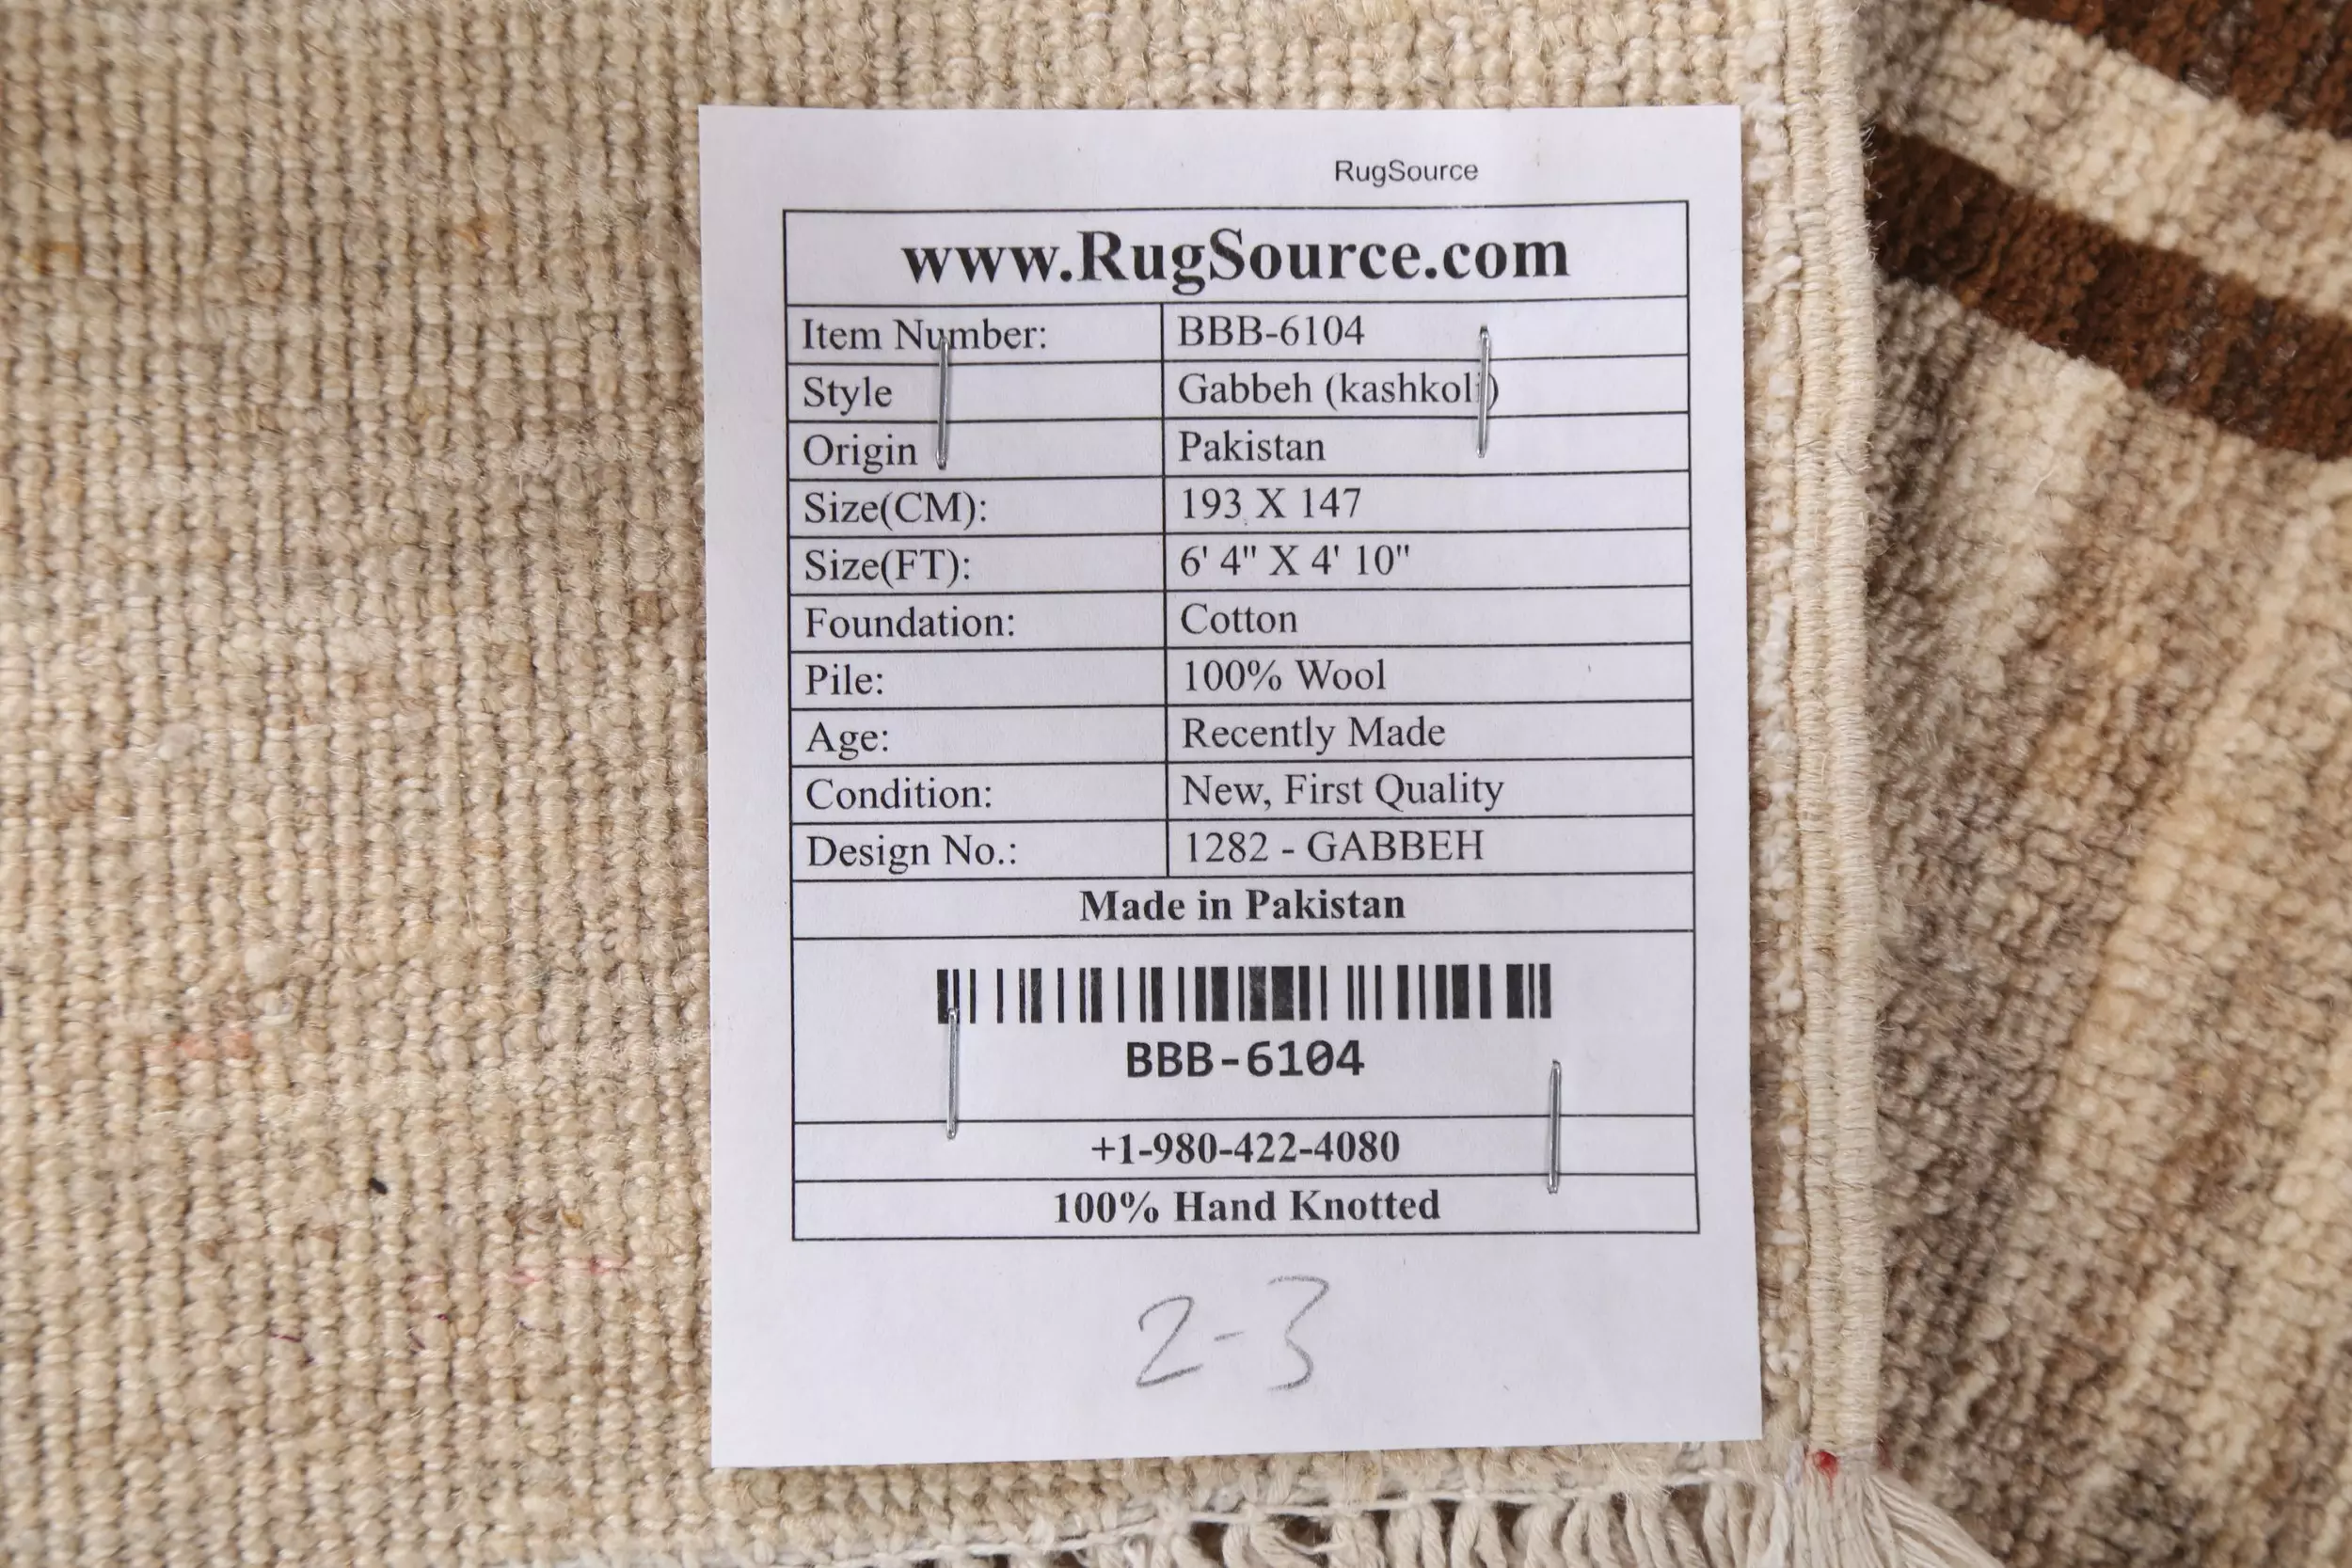 RugSource
www.RugSource.com
Item Number: BBB-6104
Style Gabbeh (kashkoli)
Origin Pakistan
Size(CM): 193 X 147
Size(FT): 6' 4" X 4' 10"
Foundation: Cotton
Pile: 100% Wool
Age: Recently Made
Condition: New, First Quality
Design No.: 1282 - GABBEH
Made in Pakistan
BBB-6104
+1-980-422-4080
100% Hand Knotted
2-3